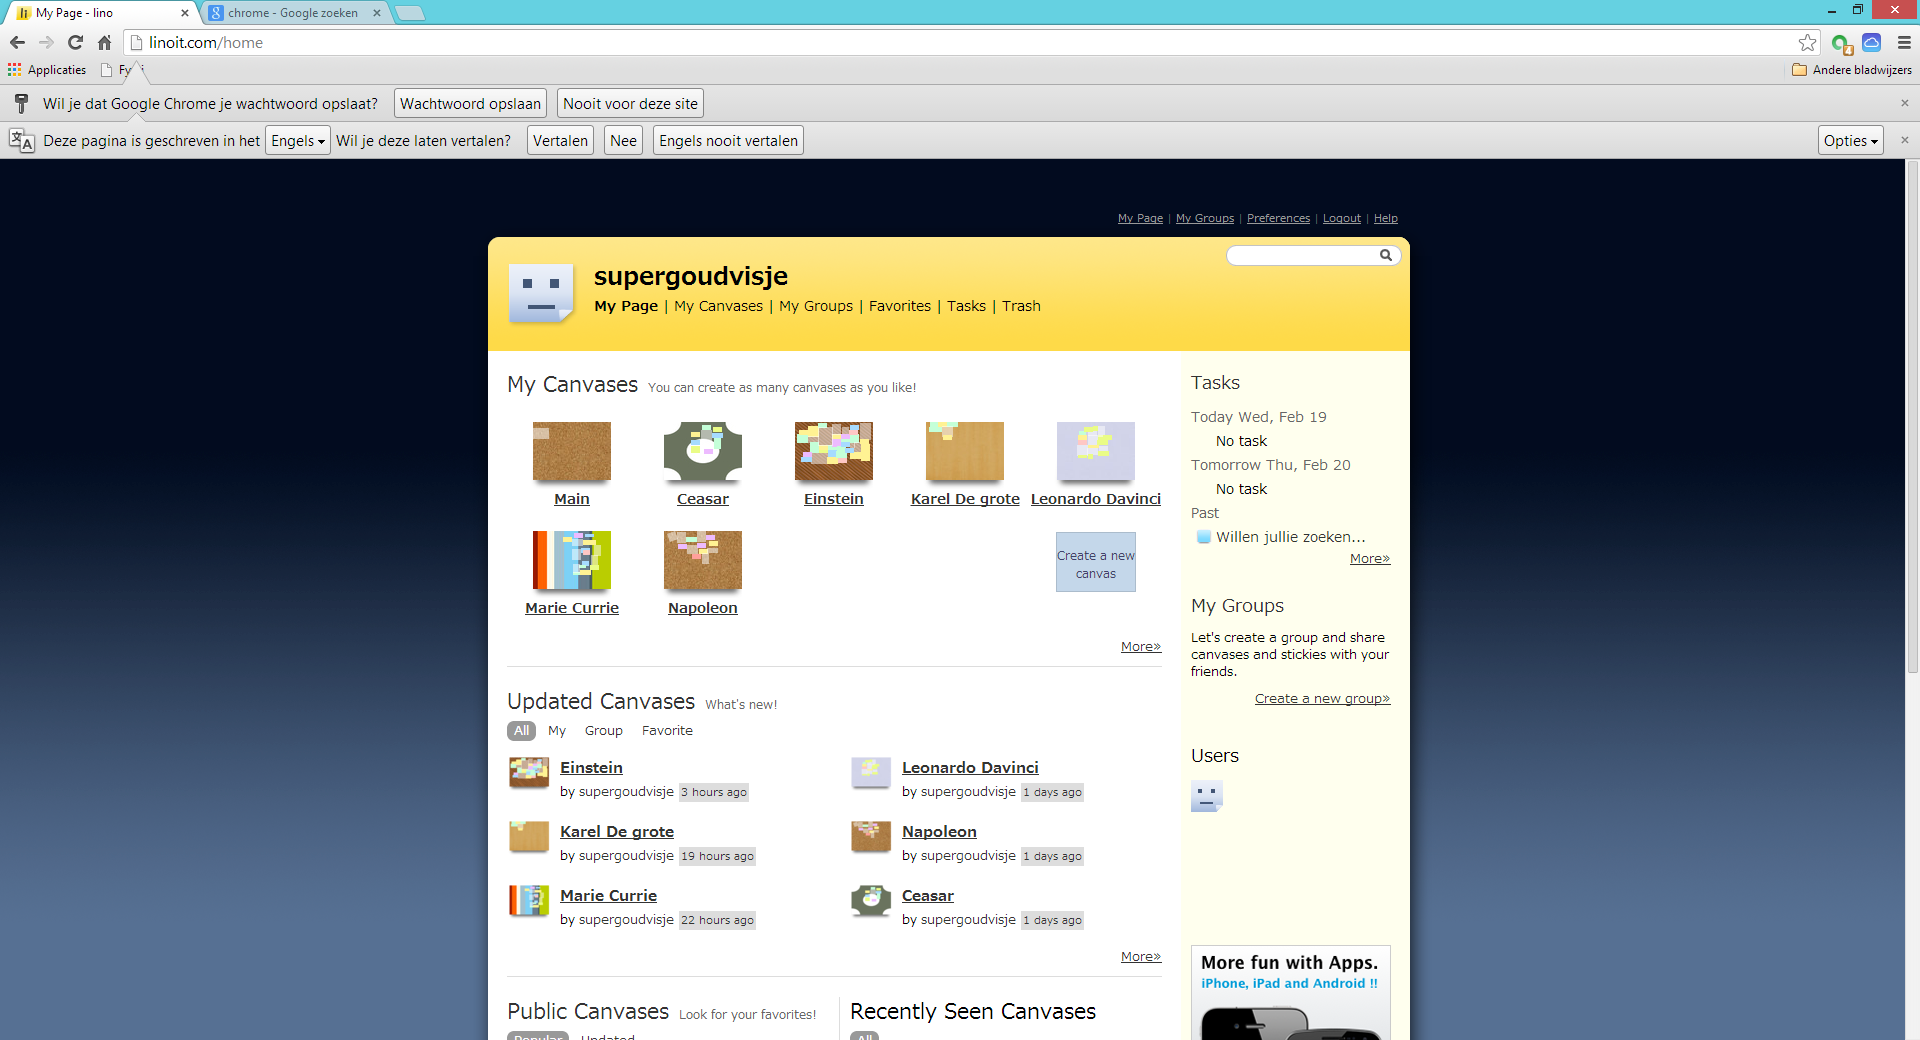 My Page - lino
chrome - Google zoeken
linoit.com/home
Applicaties
Andere bladwijzers
Wil je dat Google Chrome je wachtwoord opslaat? Wachtwoord opslaan Nooit voor deze site
Deze pagina is geschreven in het Engels Wil je deze laten vertalen? Vertalen Nee Engels nooit vertalen Opties
My Page | My Groups | Preferences | Logout | Help
supergoudvisje
My Page | My Canvases | My Groups | Favorites | Tasks | Trash
My Canvases You can create as many canvases as you like!
Main
Ceasar
Einstein
Karel De grote
Leonardo Davinci
Marie Currie
Napoleon
Create a new
canvas
More»
Updated Canvases What's new!
All My Group Favorite
Einstein
by supergoudvisje 3 hours ago
Leonardo Davinci
by supergoudvisje 1 days ago
Karel De grote
by supergoudvisje 19 hours ago
Napoleon
by supergoudvisje 1 days ago
Marie Currie
by supergoudvisje 22 hours ago
Ceasar
by supergoudvisje 1 days ago
More»
Public Canvases Look for your favorites!
Popular Updated
Recently Seen Canvases
All
Tasks
Today Wed, Feb 19
No task
Tomorrow Thu, Feb 20
No task
Past
Willen jullie zoeken...
More»
My Groups
Let's create a group and share
canvases and stickies with your
friends.
Create a new group»
Users
More fun with Apps.
iPhone, iPad and Android !!